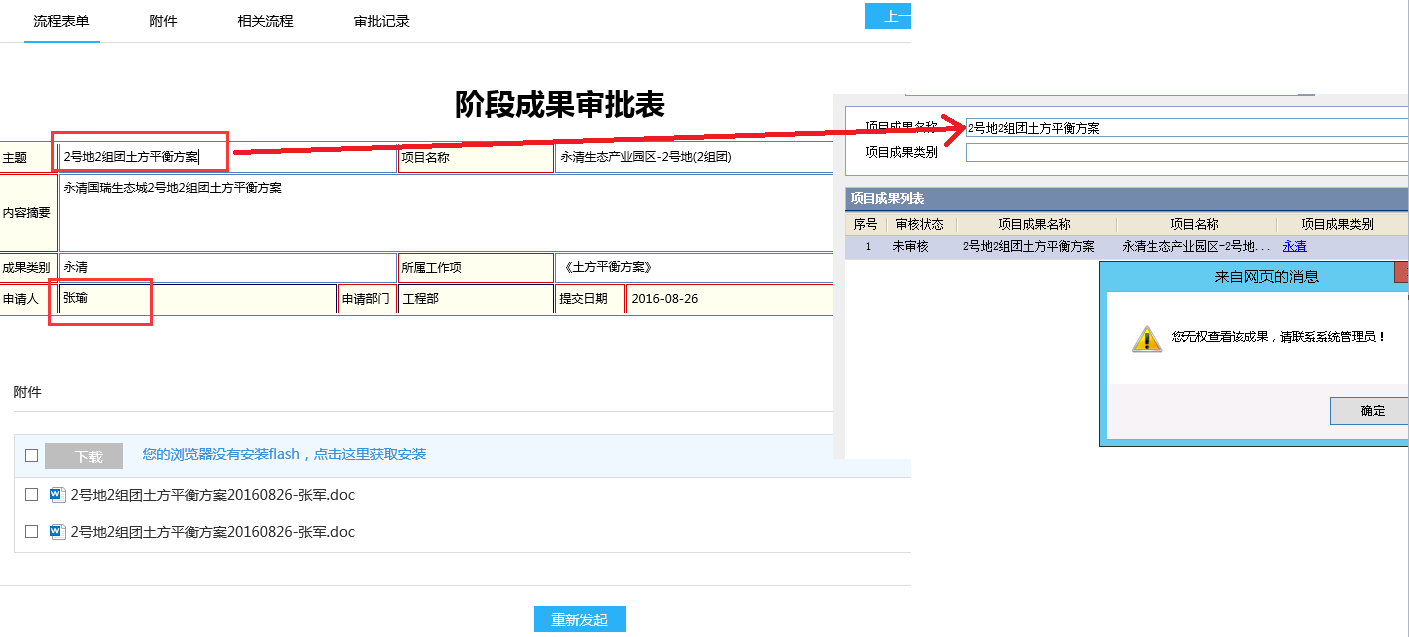 流程表单 附件 相关流程 审批记录 上一
阶段成果审批表
主题 2号地2组团土方平衡方案 项目名称 永清生态产业园区-2号地(2组团)
内容摘要 永清国瑞生态城2号地2组团土方平衡方案
成果类别 永清 所属工作项 《土方平衡方案》
申请人 张瑜 申请部门 工程部 提交日期 2016-08-26
附件
下载 您的浏览器没有安装flash，点击这里获取安装
2号地2组团土方平衡方案20160826-张军.doc
2号地2组团土方平衡方案20160826-张军.doc
重新发起
项目成果名称 2号地2组团土方平衡方案
项目成果类别
项目成果列表
序号 审核状态 项目成果名称 项目名称 项目成果类别
1 未审核 2号地2组团土方平衡方案 永清生态产业园区-2号地... 永清
来自网页的消息
您无权查看该成果，请联系系统管理员！
确定